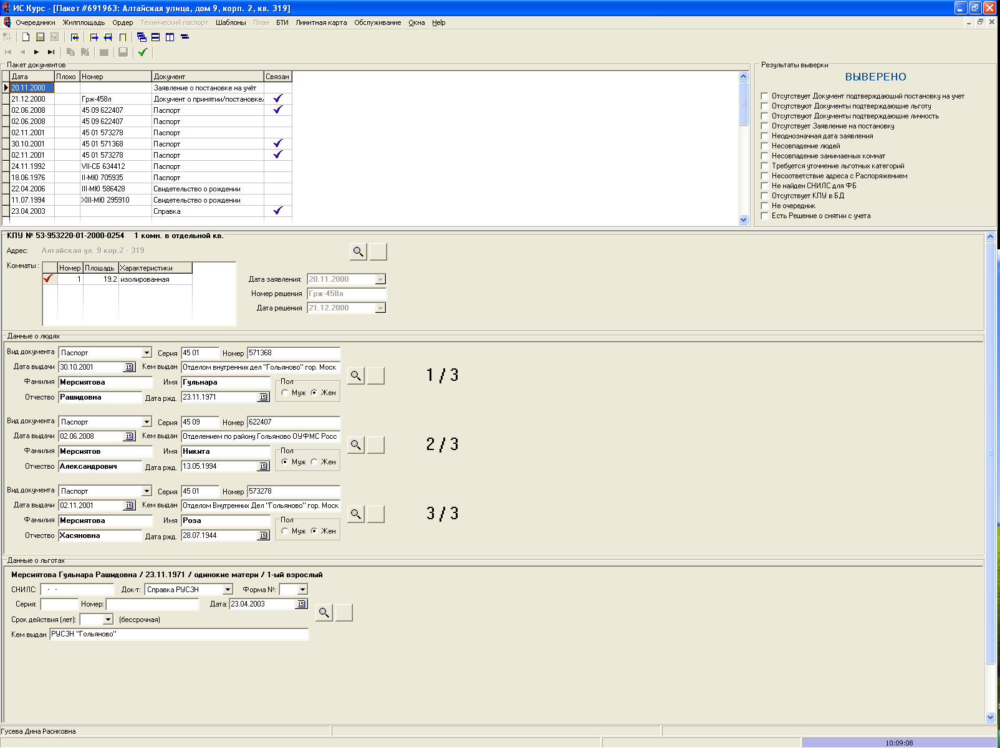 ИС Курс - [Пакет #691963: Алтайская улица, дом 9, корп. 2, кв. 319]
Очередники Жилплощадь Ордер Технический паспорт Шаблоны План БТИ Лимитная карта Обслуживание Окна Help
Пакет документов
Дата Плохо Номер Документ Связан
20.11.2000 Заявление о постановке на учёт
21.12.2000 Грж-458л Документ о принятии/постановке/
02.06.2008 45 09 622407 Паспорт
02.06.2008 45 09 622407 Паспорт
02.11.2001 45 01 573278 Паспорт
30.10.2001 45 01 571368 Паспорт
02.11.2001 45 01 573278 Паспорт
24.11.1992 VII-СБ 634412 Паспорт
18.06.1976 II-МЮ 705935 Паспорт
22.04.2006 III-МЮ 586428 Свидетельство о рождении
11.07.1994 XIII-МЮ 295910 Свидетельство о рождении
23.04.2003 Справка
Результаты выверки
ВЫВЕРЕНО
Отсутствует Документ подтверждающий постановку на учет
Отсутствуют Документы подтверждающие льготу
Отсутствуют Документы подтверждающие личность
Отсутствует Заявление на постановку
Неоднозначная дата заявления
Несовпадение людей
Несовпадение занимаемых комнат
Требуется уточнение льготных категорий
Несоответствие адреса с Распоряжением
Не найден СНИЛС для ФБ
Отсутствует КПУ в БД
Не очередник
Есть Решение о снятии с учета
КПУ № 53-953220-01-2000-0254 1 комн. в отдельной кв.
Адрес: Алтайская ул. 9 кор.2 - 319
Комнаты:
Номер Площадь Характеристики
1 19.2 изолированная
Дата заявления: 20.11.2000
Номер решения Грж-458л
Дата решения 21.12.2000
Данные о людях
Вид документа Паспорт Серия 45 01 Номер 571368
Дата выдачи 30.10.2001 15 Кем выдан Отделом внутренних дел "Гольяново" гор. Моск
Фамилия Мерсиятова Имя Гульнара Пол
Отчество Рашидовна Дата ржд. 23.11.1971 15 Муж Жен
1 / 3
Вид документа Паспорт Серия 45 09 Номер 622407
Дата выдачи 02.06.2008 15 Кем выдан Отделением по району Гольяново ОУФМС Росс
Фамилия Мерсиятов Имя Никита Пол
Отчество Александрович Дата ржд. 13.05.1994 15 Муж Жен
2 / 3
Вид документа Паспорт Серия 45 01 Номер 573278
Дата выдачи 02.11.2001 15 Кем выдан Отделом Внутренних Дел "Гольяново" гор. Моск
Фамилия Мерсиятова Имя Роза Пол
Отчество Хасяновна Дата ржд. 28.07.1944 15 Муж Жен
3 / 3
Данные о льготах
Мерсиятова Гульнара Рашидовна / 23.11.1971 / одинокие матери / 1-ый взрослый
СНИЛС: - - Док-т: Справка РУСЗН Форма №:
Серия: Номер: Дата: 23.04.2003 15
Срок действия (лет): (бессрочная)
Кем выдан РУСЗН "Гольяново"
Гусева Дина Расиковна
10:09:08